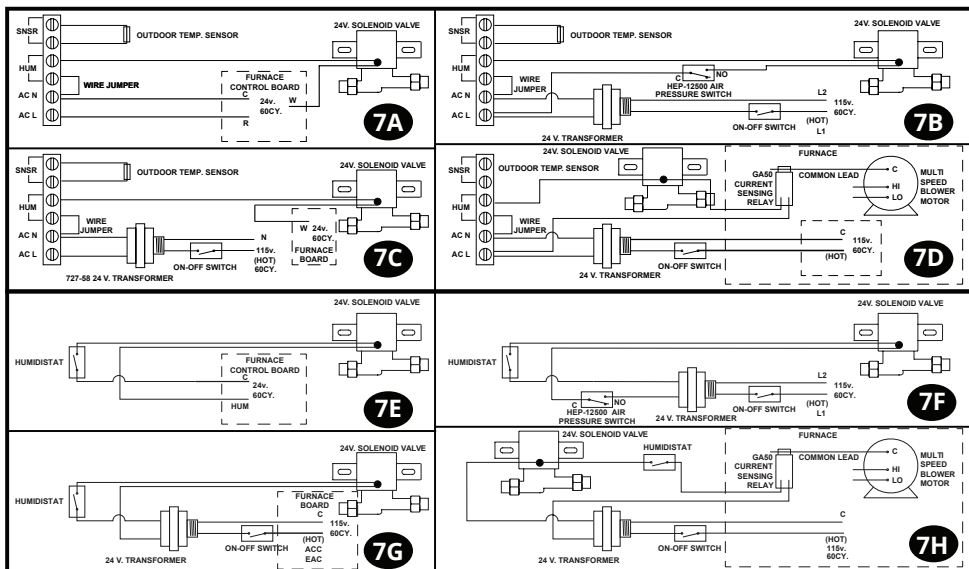 24V. SOLENOID VALVE
SNSR
OUTDOOR TEMP. SENSOR
HUM
WIRE JUMPER
FURNACE
CONTROL BOARD
C
24v.
60CY.
W
R
AC N
AC L
7A
24V. SOLENOID VALVE
SNSR
OUTDOOR TEMP. SENSOR
HUM
WIRE
JUMPER
C
NO
HEP-12500 AIR
PRESSURE SWITCH
AC N
AC L
L2
115v.
60CY.
(HOT)
L1
ON-OFF SWITCH
24 V. TRANSFORMER
7B
24V. SOLENOID VALVE
SNSR
HUM
WIRE
JUMPER
AC N
AC L
W
24v.
60CY.
FURNACE
BOARD
N
115v.
(HOT)
60CY.
ON-OFF SWITCH
727-58 24 V. TRANSFORMER
7C
24V. SOLENOID VALVE
SNSR
OUTDOOR TEMP. SENSOR
HUM
WIRE
JUMPER
AC N
AC L
FURNACE
GA50
CURRENT
SENSING
RELAY
COMMON LEAD
C
HI
LO
MULTI
SPEED
BLOWER
MOTOR
C
115v.
60CY.
(HOT)
ON-OFF SWITCH
24 V. TRANSFORMER
7D
24V. SOLENOID VALVE
HUMIDISTAT
FURNACE
CONTROL BOARD
C
24v.
60CY.
HUM
7E
24V. SOLENOID VALVE
HUMIDISTAT
C
NO
HEP-12500 AIR
PRESSURE SWITCH
24 V. TRANSFORMER
L2
115v.
60CY.
(HOT)
L1
ON-OFF SWITCH
7F
24V. SOLENOID VALVE
HUMIDISTAT
FURNACE
BOARD
C
115v.
60CY.
(HOT)
ACC
EAC
ON-OFF SWITCH
24 V. TRANSFORMER
7G
24V. SOLENOID VALVE
HUMIDISTAT
FURNACE
GA50
CURRENT
SENSING
RELAY
COMMON LEAD
C
HI
LO
MULTI
SPEED
BLOWER
MOTOR
C
(HOT)
115v.
60CY.
ON-OFF SWITCH
24 V. TRANSFORMER
7H